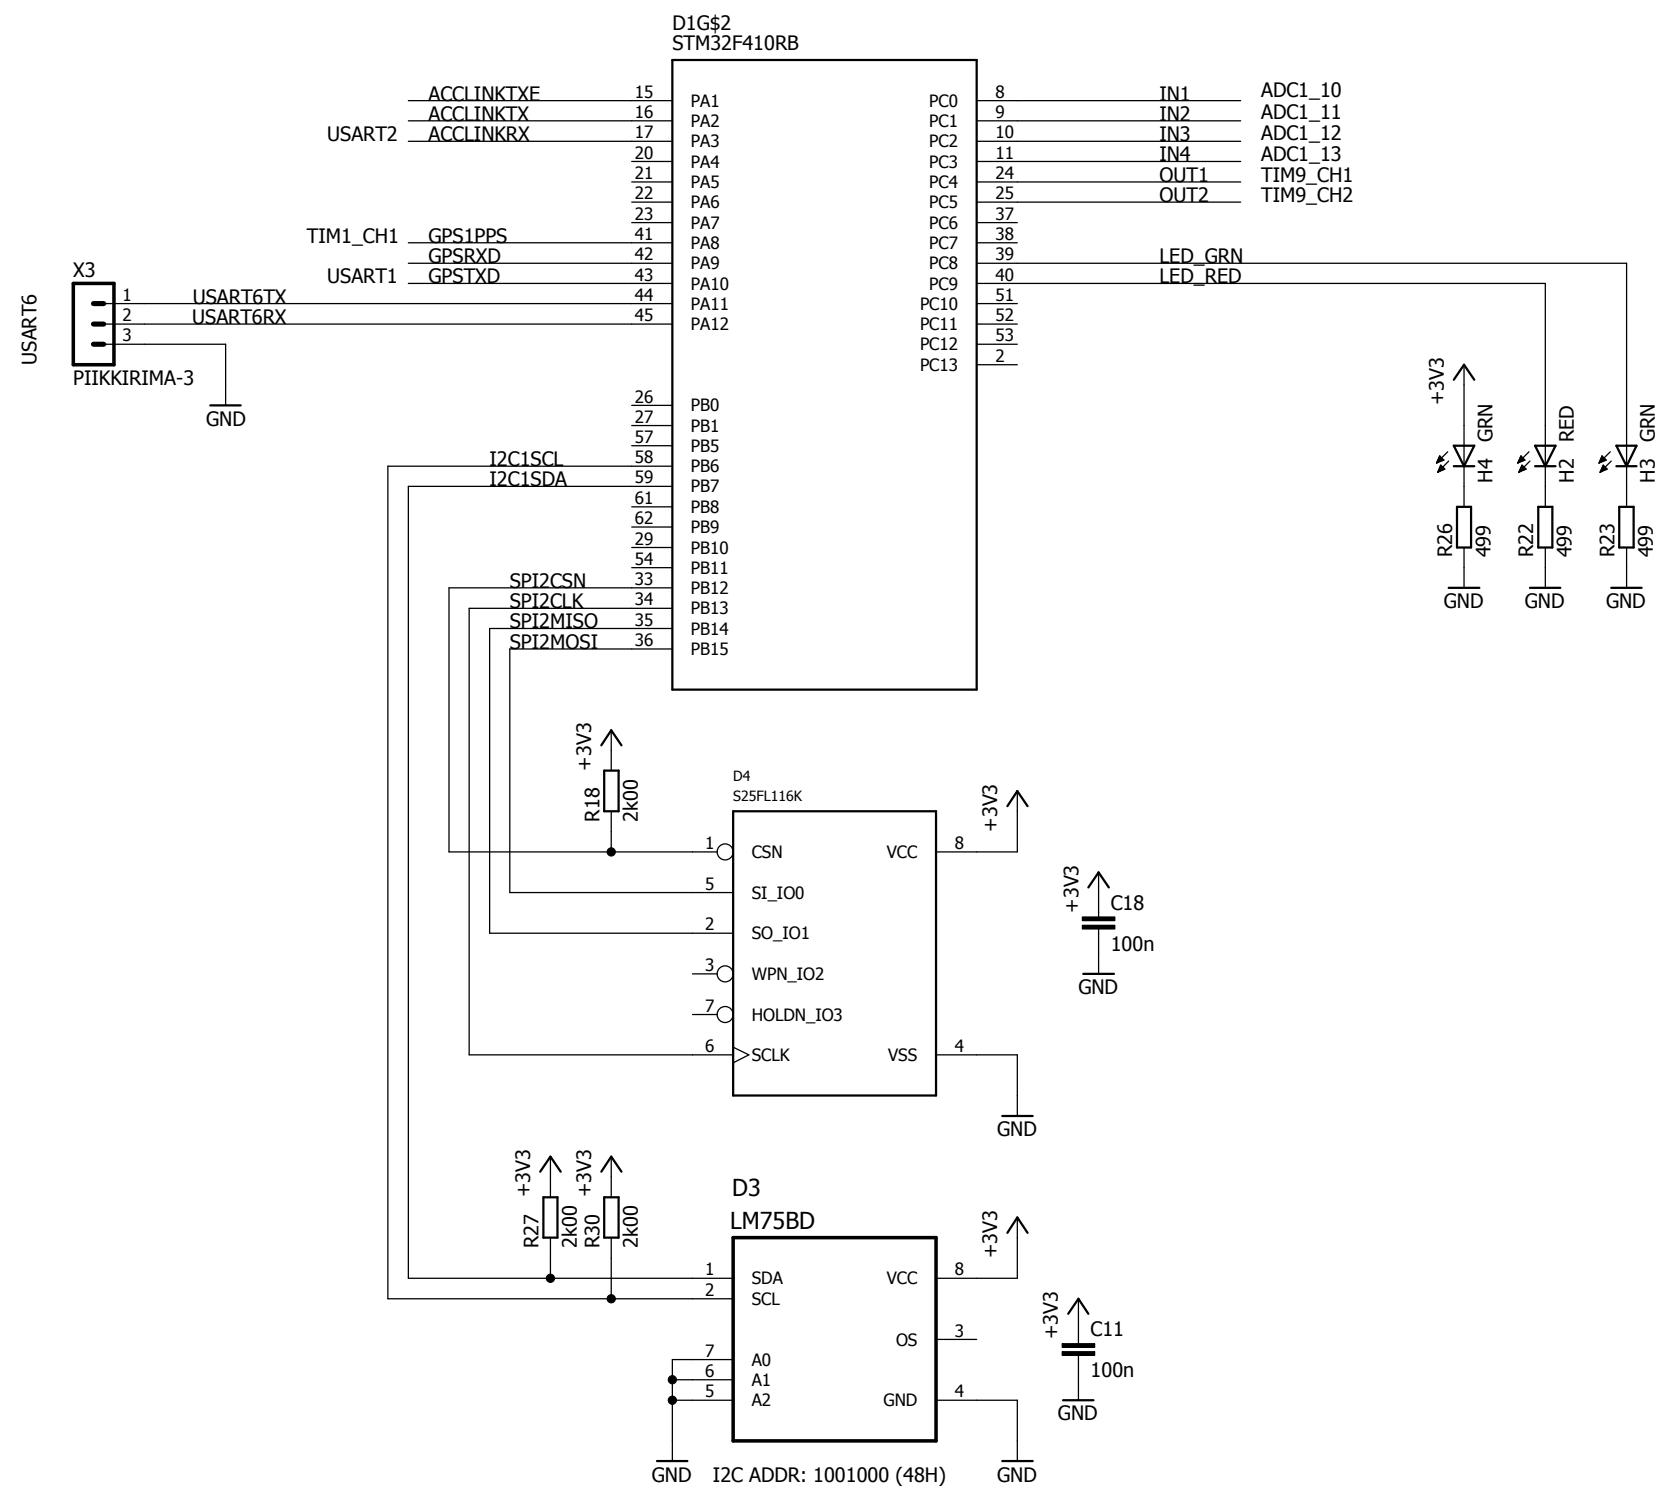 D1G$2
STM32F410RB
ACCLINKTXE 15 PA1
ACCLINKTX 16 PA2
USART2 ACCLINKRX 17 PA3
20 PA4
21 PA5
22 PA6
23 PA7
TIM1_CH1 GPS1PPS 41 PA8
GPSRXD 42 PA9
USART1 GPSTXD 43 PA10
USART6TX 44 PA11
USART6RX 45 PA12
PC0 8 IN1 ADC1_10
PC1 9 IN2 ADC1_11
PC2 10 IN3 ADC1_12
PC3 11 IN4 ADC1_13
PC4 24 OUT1 TIM9_CH1
PC5 25 OUT2 TIM9_CH2
PC6 37
PC7 38
PC8 39 LED_GRN
PC9 40 LED_RED
PC10 51
PC11 52
PC12 53
PC13 2
USART6
X3
1
2
3
PIIKKIRIMA-3
GND
26 PB0
27 PB1
57 PB5
I2C1SCL 58 PB6
I2C1SDA 59 PB7
61 PB8
62 PB9
29 PB10
54 PB11
SPI2CSN 33 PB12
SPI2CLK 34 PB13
SPI2MISO 35 PB14
SPI2MOSI 36 PB15
+3V3
GRN
H4
R26
499
GND
RED
H2
R22
499
GND
GRN
H3
R23
499
GND
+3V3
R18
2k00
D4
S25FL116K
1 CSN
5 SI_IO0
2 SO_IO1
3 WPN_IO2
7 HOLDN_IO3
6 SCLK
VCC 8
VSS 4
+3V3
GND
+3V3
C18
100n
GND
+3V3
R27
2k00
+3V3
R30
2k00
D3
LM75BD
1 SDA
2 SCL
7 A0
6 A1
5 A2
VCC 8
OS 3
GND 4
+3V3
+3V3
C11
100n
GND
GND
I2C ADDR: 1001000 (48H)
GND